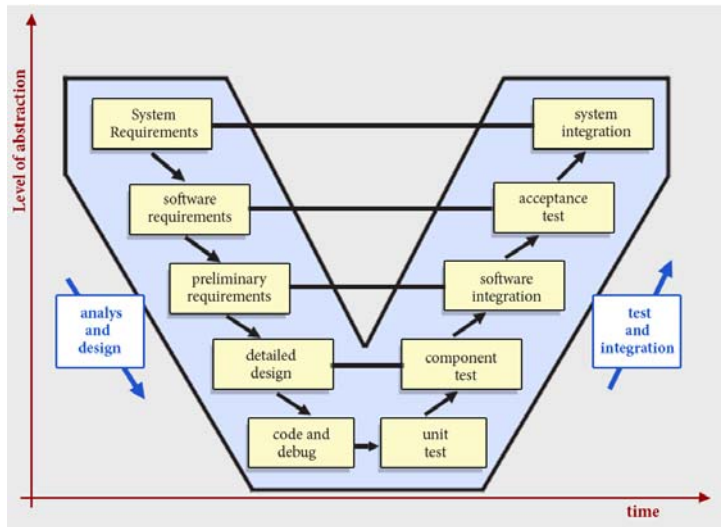 Level of abstraction
System
Requirements
system
integration
software
requirements
acceptance
test
preliminary
requirements
software
integration
analys
and
design
test
and
integration
detailed
design
component
test
code and
debug
unit
test
time